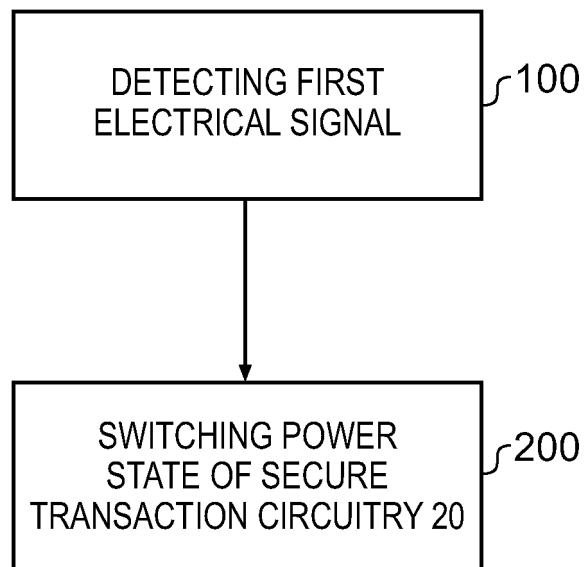 DETECTING FIRST
ELECTRICAL SIGNAL
100
SWITCHING POWER
STATE OF SECURE
TRANSACTION CIRCUITRY 20
200